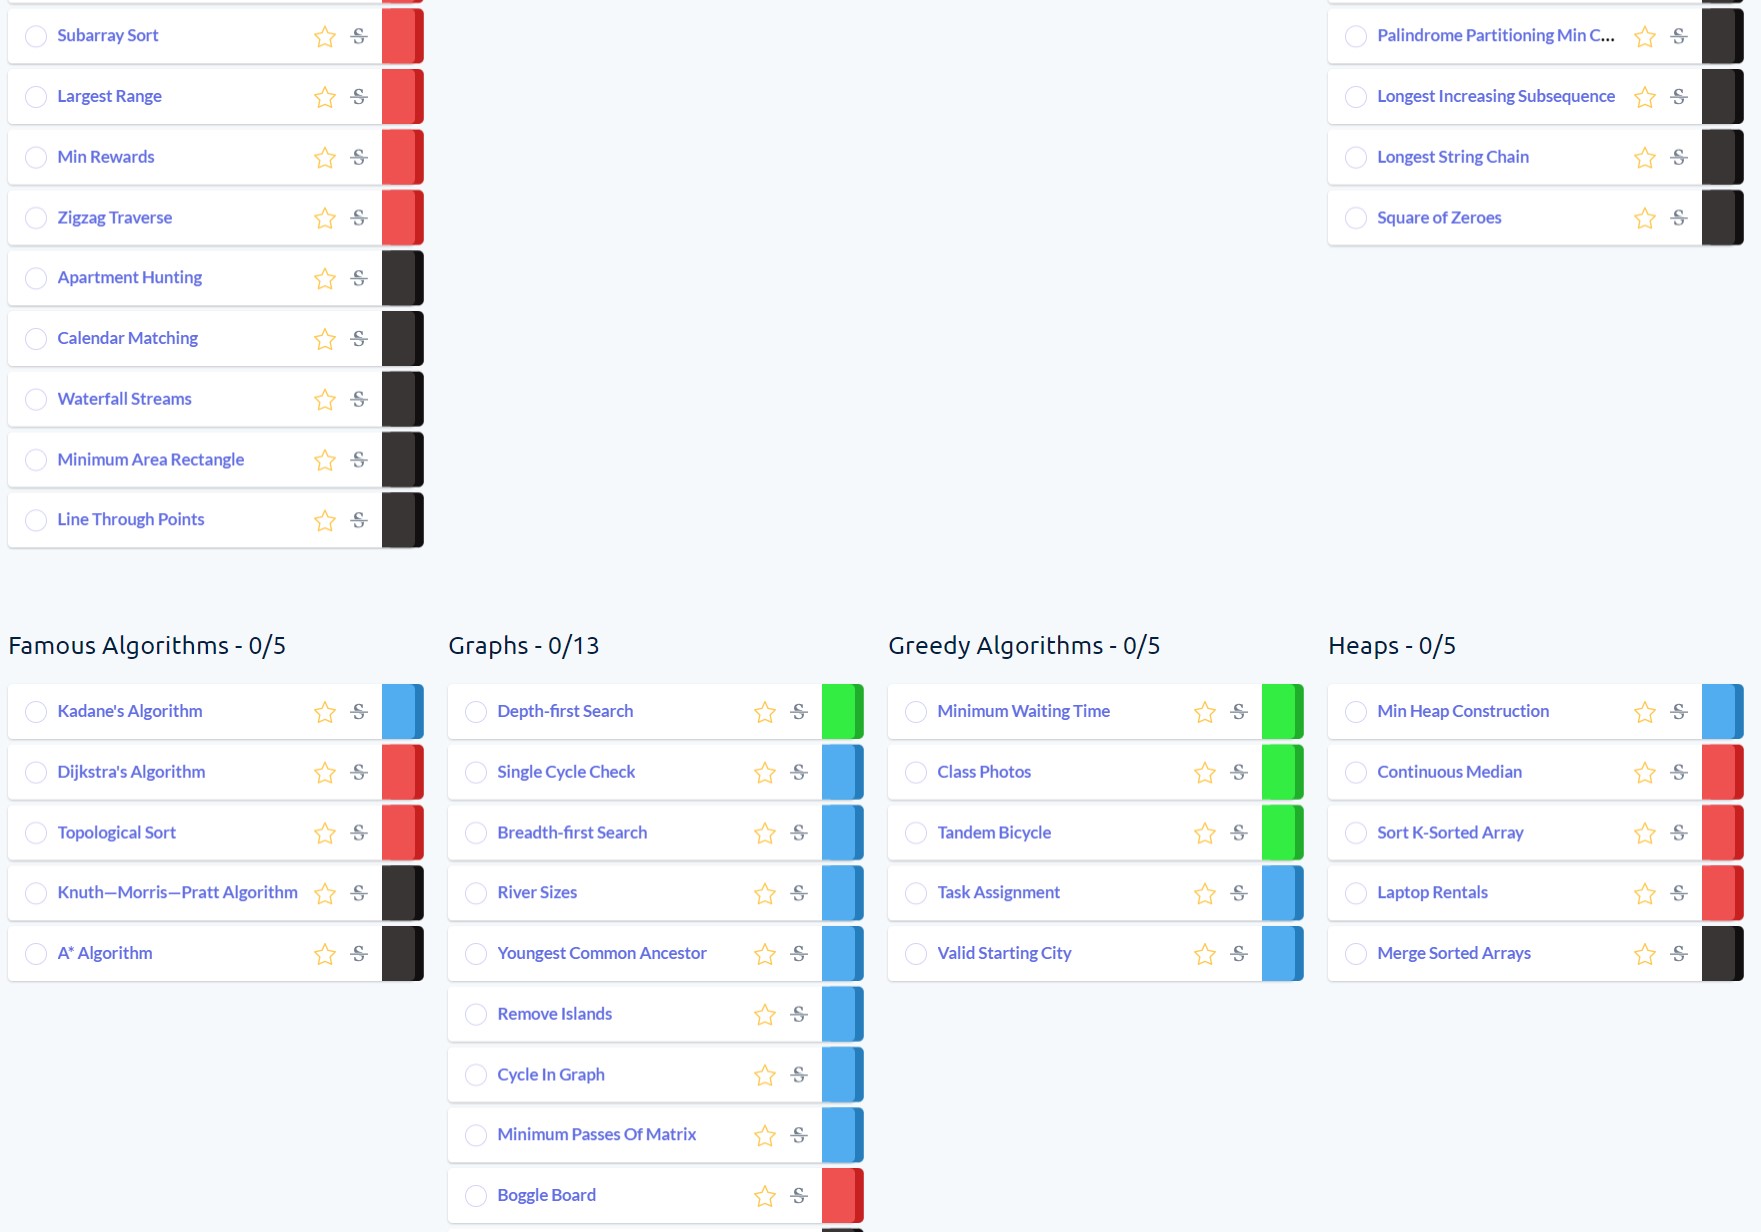 Subarray Sort
Largest Range
Min Rewards
Zigzag Traverse
Apartment Hunting
Calendar Matching
Waterfall Streams
Minimum Area Rectangle
Line Through Points
Palindrome Partitioning Min C...
Longest Increasing Subsequence
Longest String Chain
Square of Zeroes
Famous Algorithms - 0/5
Kadane's Algorithm
Dijkstra's Algorithm
Topological Sort
Knuth—Morris—Pratt Algorithm
A* Algorithm
Graphs - 0/13
Depth-first Search
Single Cycle Check
Breadth-first Search
River Sizes
Youngest Common Ancestor
Remove Islands
Cycle In Graph
Minimum Passes Of Matrix
Boggle Board
Greedy Algorithms - 0/5
Minimum Waiting Time
Class Photos
Tandem Bicycle
Task Assignment
Valid Starting City
Heaps - 0/5
Min Heap Construction
Continuous Median
Sort K-Sorted Array
Laptop Rentals
Merge Sorted Arrays